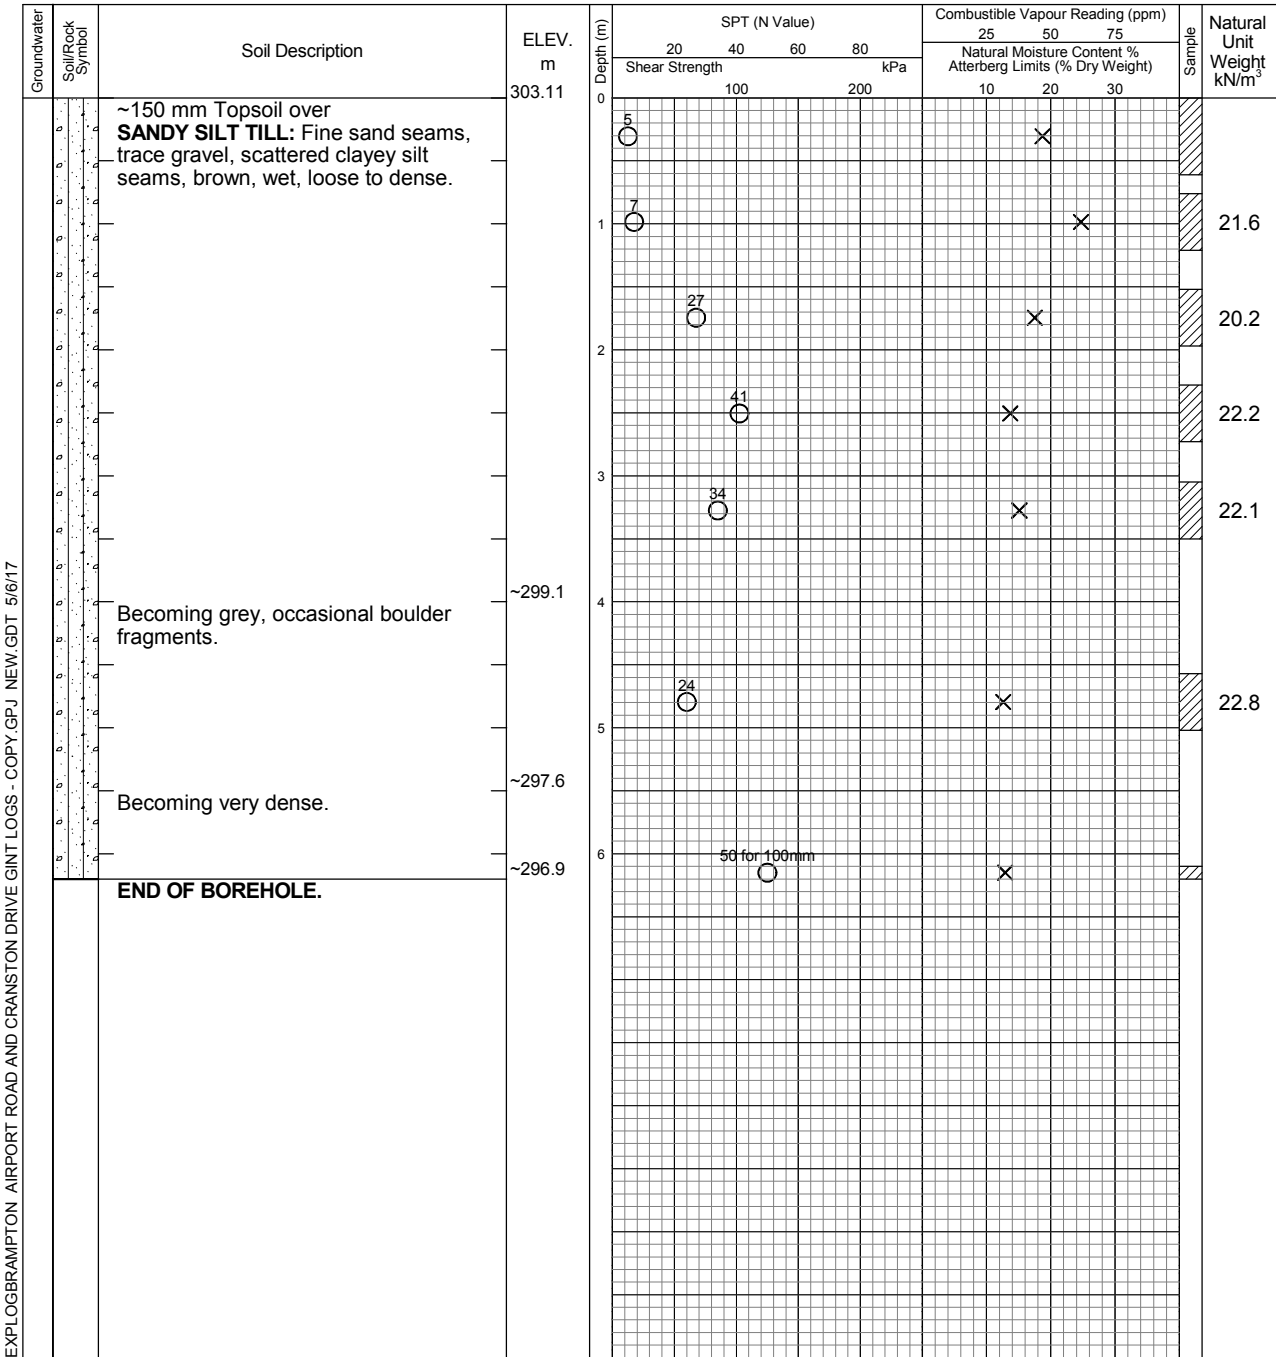 Groundwater
Soil/Rock
Symbol
Soil Description
ELEV.
m
303.11
Depth (m)
SPT (N Value)
20 40 60 80
Shear Strength kPa
100 200
Combustible Vapour Reading (ppm)
25 50 75
Natural Moisture Content %
Atterberg Limits (% Dry Weight)
10 20 30
Sample
Natural
Unit
Weight
kN/m3
0
~150 mm Topsoil over
SANDY SILT TILL: Fine sand seams,
trace gravel, scattered clayey silt
seams, brown, wet, loose to dense.
5
7
1
21.6
27
20.2
2
41
22.2
3
34
22.1
~299.1
4
Becoming grey, occasional boulder
fragments.
24
22.8
5
~297.6
Becoming very dense.
6
50 for 100mm
~296.9
END OF BOREHOLE.
EXPLOGBRAMPTON AIRPORT ROAD AND CRANSTON DRIVE GINT LOGS - COPY.GPJ NEW.GDT 5/6/17